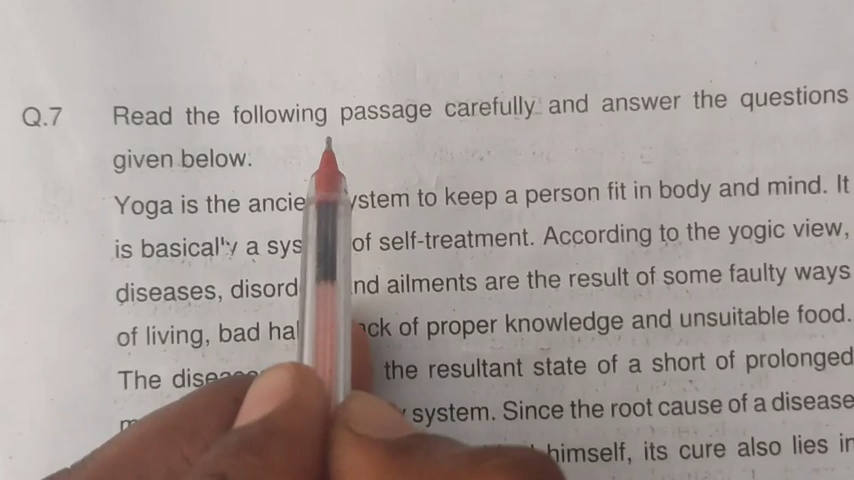 Q.7 Read the following passage carefully and answer the questions
given below.
Yoga is the ancie ystem to keep a person fit in body and mind. It
is basically a sys of self-treatment. According to the yogic view,
diseases, disord nd ailments are the result of some faulty ways
of living, bad ha ck of proper knowledge and unsuitable food.
The the resultant state of a short of prolonged
system. Since the root cause of a disease
himself, its cure also lies in